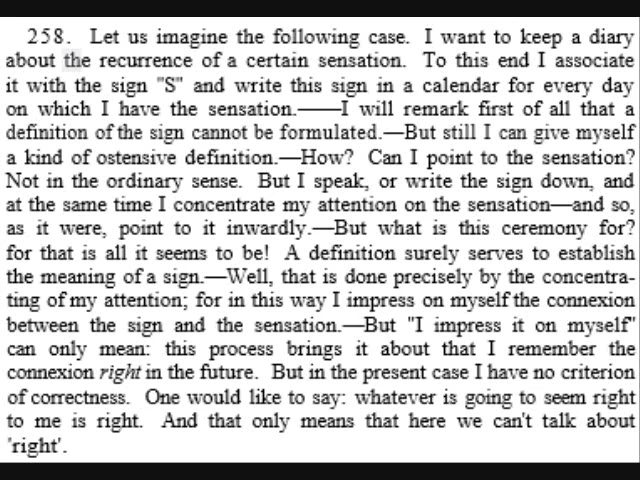 258. Let us imagine the following case. I want to keep a diary
about the recurrence of a certain sensation. To this end I associate
it with the sign "S" and write this sign in a calendar for every day
on which I have the sensation.——I will remark first of all that a
definition of the sign cannot be formulated.—But still I can give myself
a kind of ostensive definition.—How? Can I point to the sensation?
Not in the ordinary sense. But I speak, or write the sign down, and
at the same time I concentrate my attention on the sensation—and so,
as it were, point to it inwardly.—But what is this ceremony for?
for that is all it seems to be! A definition surely serves to establish
the meaning of a sign.—Well, that is done precisely by the concentra-
ting of my attention; for in this way I impress on myself the connexion
between the sign and the sensation.—But "I impress it on myself"
can only mean: this process brings it about that I remember the
connexion right in the future. But in the present case I have no criterion
of correctness. One would like to say: whatever is going to seem right
to me is right. And that only means that here we can't talk about
'right'.